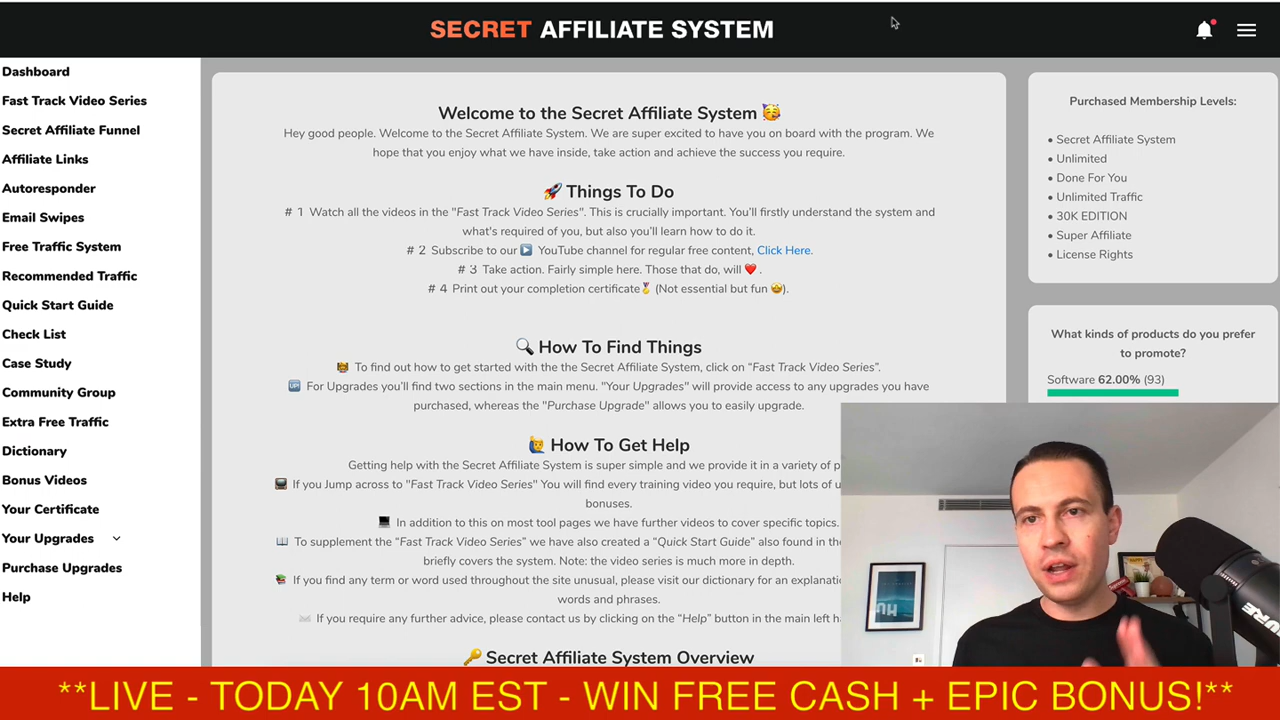 SECRET AFFILIATE SYSTEM
Dashboard
Fast Track Video Series
Secret Affiliate Funnel
Affiliate Links
Autoresponder
Email Swipes
Free Traffic System
Recommended Traffic
Quick Start Guide
Check List
Case Study
Community Group
Extra Free Traffic
Dictionary
Bonus Videos
Your Certificate
Your Upgrades
Purchase Upgrades
Help
Welcome to the Secret Affiliate System 🥳
Hey good people. Welcome to the Secret Affiliate System. We are super excited to have you on board with the program. We
hope that you enjoy what we have inside, take action and achieve the success you require.
🚀 Things To Do
# 1 Watch all the videos in the "Fast Track Video Series". This is crucially important. You'll firstly understand the system and
what's required of you, but also you'll learn how to do it.
# 2 Subscribe to our ▶️ YouTube channel for regular free content, Click Here.
# 3 Take action. Fairly simple here. Those that do, will ❤️ .
# 4 Print out your completion certificate🏅 (Not essential but fun 🤩).
🔍 How To Find Things
To find out how to get started with the the Secret Affiliate System, click on "Fast Track Video Series".
🆙 For Upgrades you'll find two sections in the main menu. "Your Upgrades" will provide access to any upgrades you have
purchased, whereas the "Purchase Upgrade" allows you to easily upgrade.
🙋‍♂️ How To Get Help
Getting help with the Secret Affiliate System is super simple and we provide it in a variety of p
📺 If you Jump across to "Fast Track Video Series" You will find every training video you require, but lots of u
bonuses.
💻 In addition to this on most tool pages we have further videos to cover specific topics.
📖 To supplement the "Fast Track Video Series" we have also created a "Quick Start Guide" also found in the
briefly covers the system. Note: the video series is much more in depth.
📚 If you find any term or word used throughout the site unusual, please visit our dictionary for an explanati
words and phrases.
✉️ If you require any further advice, please contact us by clicking on the "Help" button in the main left ha
🔑 Secret Affiliate System Overview
Purchased Membership Levels:
• Secret Affiliate System
• Unlimited
• Done For You
• Unlimited Traffic
• 30K EDITION
• Super Affiliate
• License Rights
What kinds of products do you prefer
to promote?
Software 62.00% (93)
**LIVE - TODAY 10AM EST - WIN FREE CASH + EPIC BONUS!**